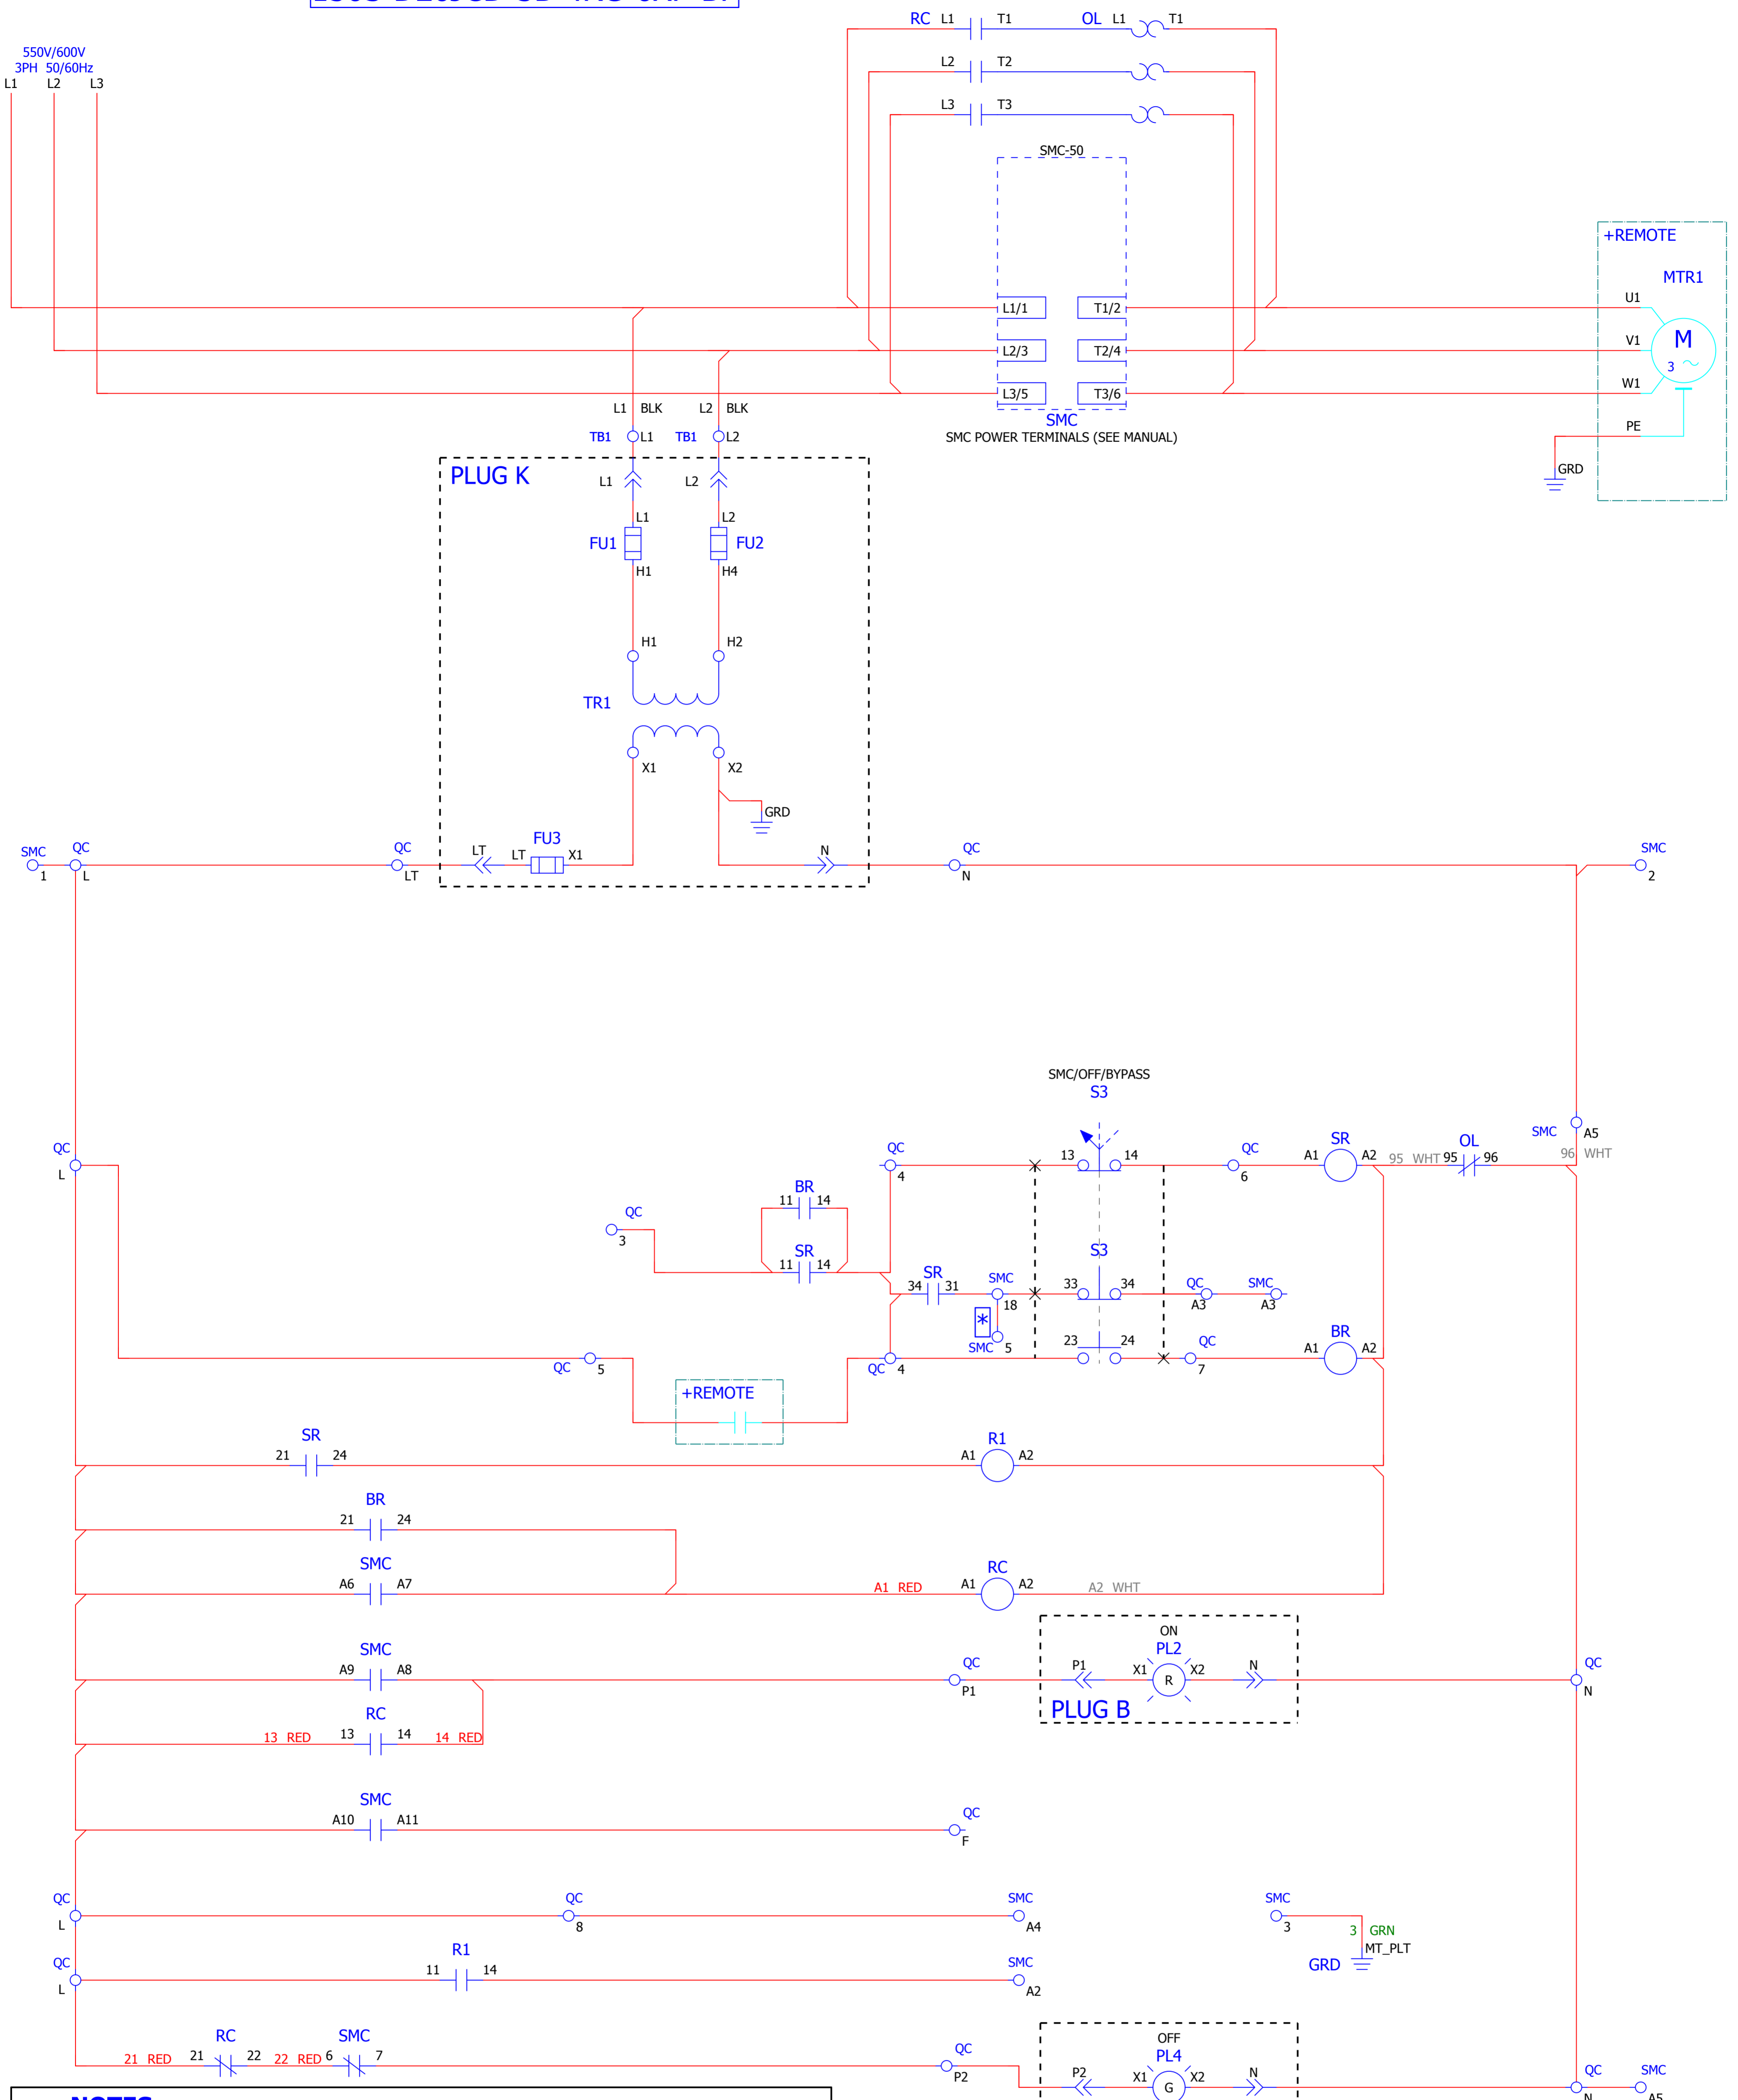 RC L1 T1 OL L1 T1
550V/600V
3PH 50/60Hz
L1 L2 L3
L2 T2
L3 T3
SMC-50
+REMOTE
MTR1
L1/1 T1/2 U1
L2/3 T2/4 V1 M
3
L3/5 T3/6 W1
L1 BLK L2 BLK
SMC
PE
TB1 L1 TB1 L2
SMC POWER TERMINALS (SEE MANUAL)
PLUG K
L1 L2
GRD
L1 L2
FU1 FU2
H1 H4
H1 H2
TR1
X1 X2
GRD
FU3
SMC QC QC LT LT X1 N QC SMC
1 L LT N 2
SMC/OFF/BYPASS
S3
SMC A5
QC QC 13 14 QC A1 SR A2 95 WHT 95 OL 96 96 WHT
L 4 6
BR
11 14
QC
3
SR
11 14
S3
SR
34 31 SMC 33 34 QC SMC
18 A3 A3
*
SMC 5 23 24 QC A1 BR A2
QC 5 QC 4 7
+REMOTE
SR R1
21 24 A1 A2
BR
21 24
SMC RC
A6 A7 A1 RED A1 A2 A2 WHT
ON
SMC QC PL2 QC
A9 A8 P1 X1 X2 N
R
P1 N
PLUG B
RC
13 RED 13 14 14 RED
SMC
A10 A11 QC
F
QC QC SMC SMC
L 8 A4 3
3 GRN
MT_PLT
GRD
QC R1 SMC
11 14
L A2
OFF
RC SMC PL4
21 RED 21 22 22 RED 6 7 QC
P2 P2 X1 X2 N QC SMC
G
N A5
NOTES